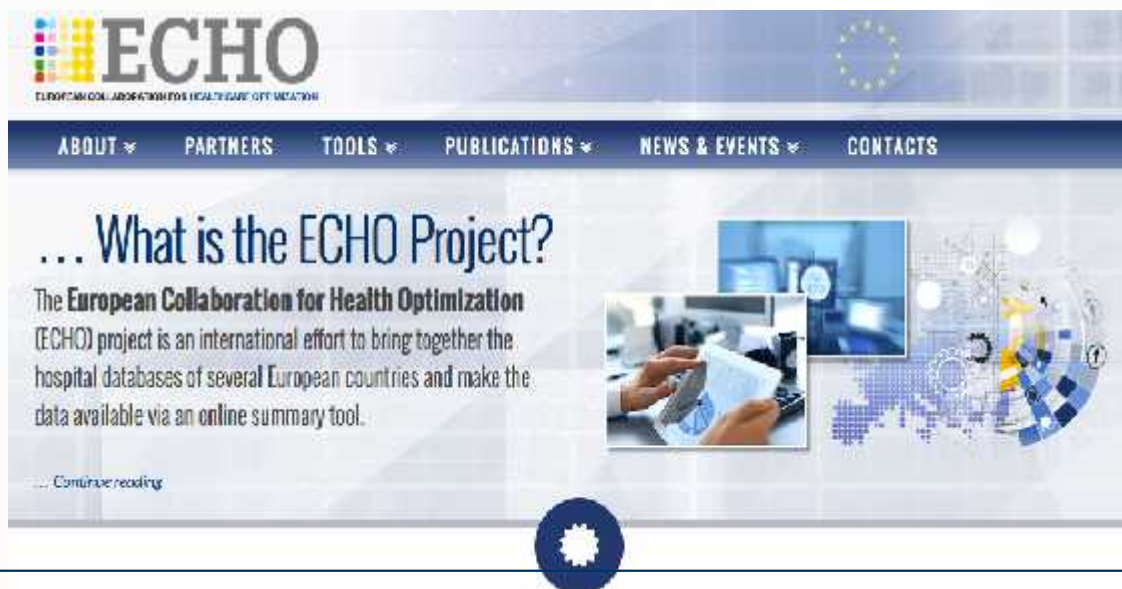 ECHO
EUROPEAN COLLABORATION FOR HEALTHCARE OPTIMIZATION
ABOUT PARTNERS TOOLS PUBLICATIONS NEWS & EVENTS CONTACTS
... What is the ECHO Project?
The European Collaboration for Health Optimization
(ECHO) project is an international effort to bring together the
hospital databases of several European countries and make the
data available via an online summary tool.
... Continue reading